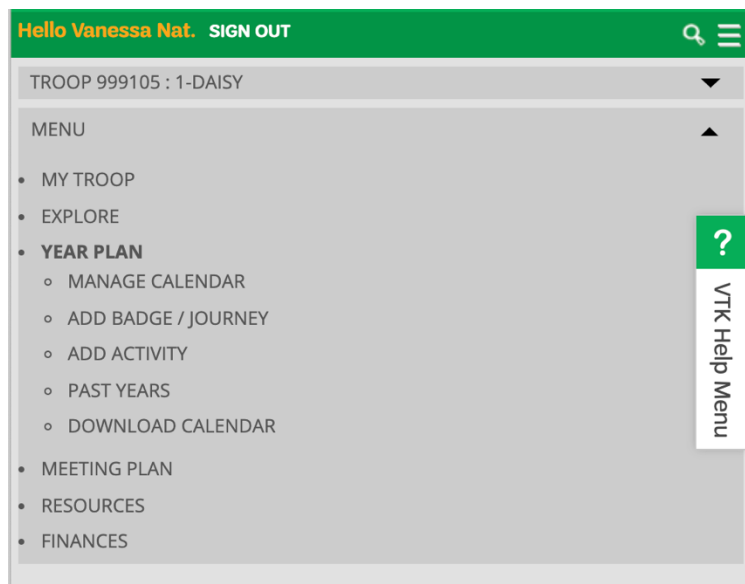 Hello Vanessa Nat. SIGN OUT
TROOP 999105 : 1-DAISY
MENU
MY TROOP
EXPLORE
YEAR PLAN
MANAGE CALENDAR
ADD BADGE / JOURNEY
ADD ACTIVITY
PAST YEARS
DOWNLOAD CALENDAR
MEETING PLAN
RESOURCES
FINANCES
?
VTK Help Menu